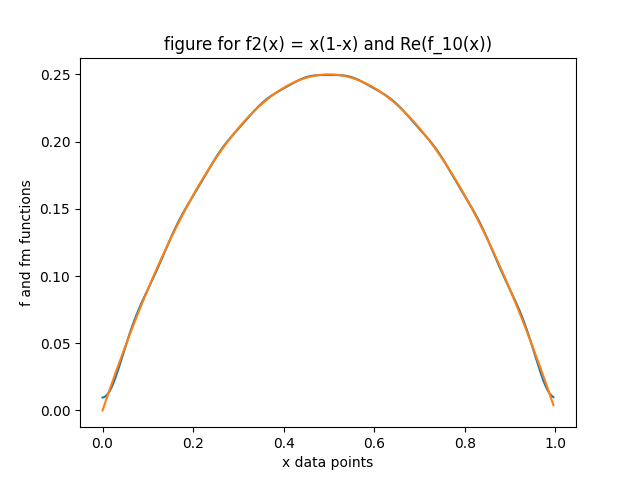 figure for f2(x) = x(1-x) and Re(f_10(x))
f and fm functions
0.25
0.20
0.15
0.10
0.05
0.00
0.0 0.2 0.4 0.6 0.8 1.0
x data points